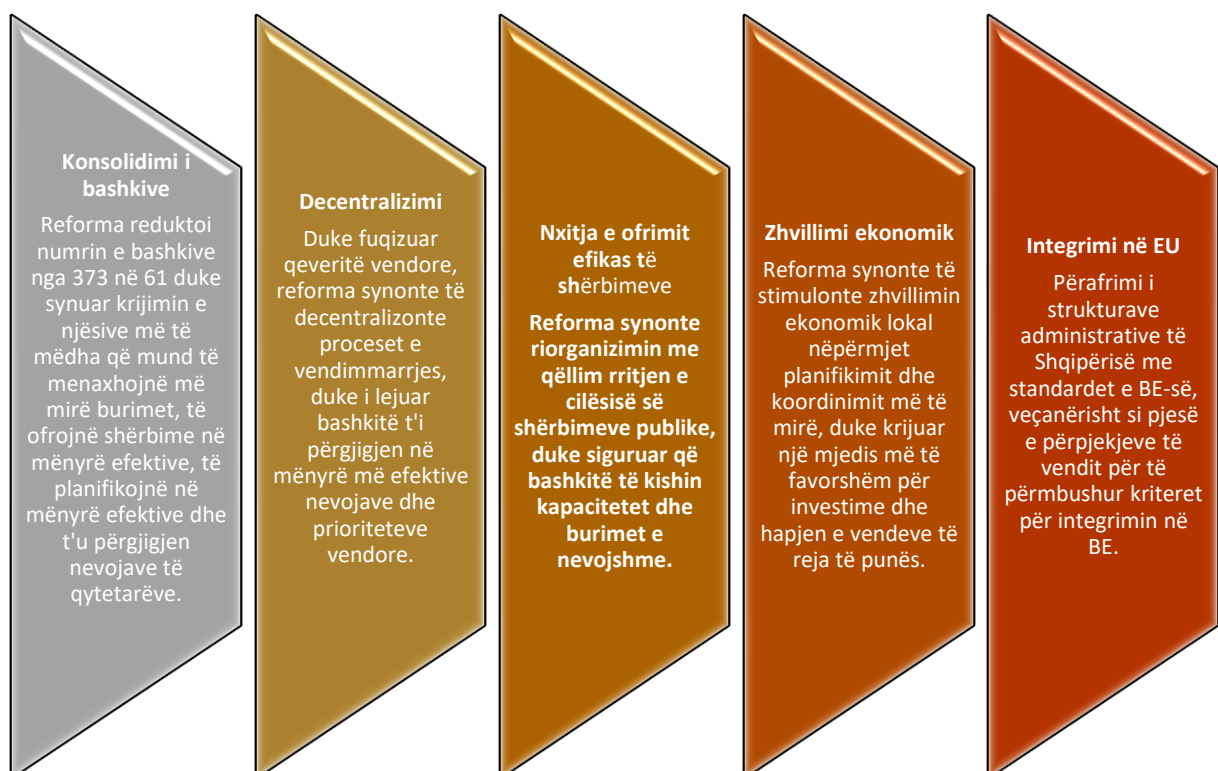 Konsolidimi i
bashkive
Reforma reduktoi
numrin e bashkive
nga 373 në 61 duke
synuar krijimin e
njësive më të
mëdha që mund të
menaxhojnë më
mirë burimet, të
ofrojnë shërbime në
mënyrë efektive, të
planifikojnë në
mënyrë efektive dhe
t'u përgjigjen
nevojave të
qytetarëve.
Decentralizimi
Duke fuqizuar
qeveritë vendore,
reforma synonte të
decentralizonte
proceset e
vendimmarrjes,
duke i lejuar
bashkitë t'i
përgjigjen në
mënyrë më efektive
nevojave dhe
prioriteteve
vendore.
Nxitja e ofrimit
efikas të
shërbimeve
Reforma synonte
riorganizimin me
qëllim rritjen e
cilësisë së
shërbimeve publike,
duke siguruar që
bashkitë të kishin
kapacitetet dhe
burimet e
nevojshme.
Zhvillimi ekonomik
Reforma synonte të
stimulonte zhvillimin
ekonomik lokal
nëpërmjet
planifikimit dhe
koordinimit më të
mirë, duke krijuar
një mjedis më të
favorshëm për
investime dhe
hapjen e vendeve të
reja të punës.
Integrimi në EU
Përafrimi i
strukturave
administrative të
Shqipërisë me
standardet e BE-së,
veçanërisht si pjesë
e përpjekjeve të
vendit për të
përmbushur kriteret
për integrimin në
BE.